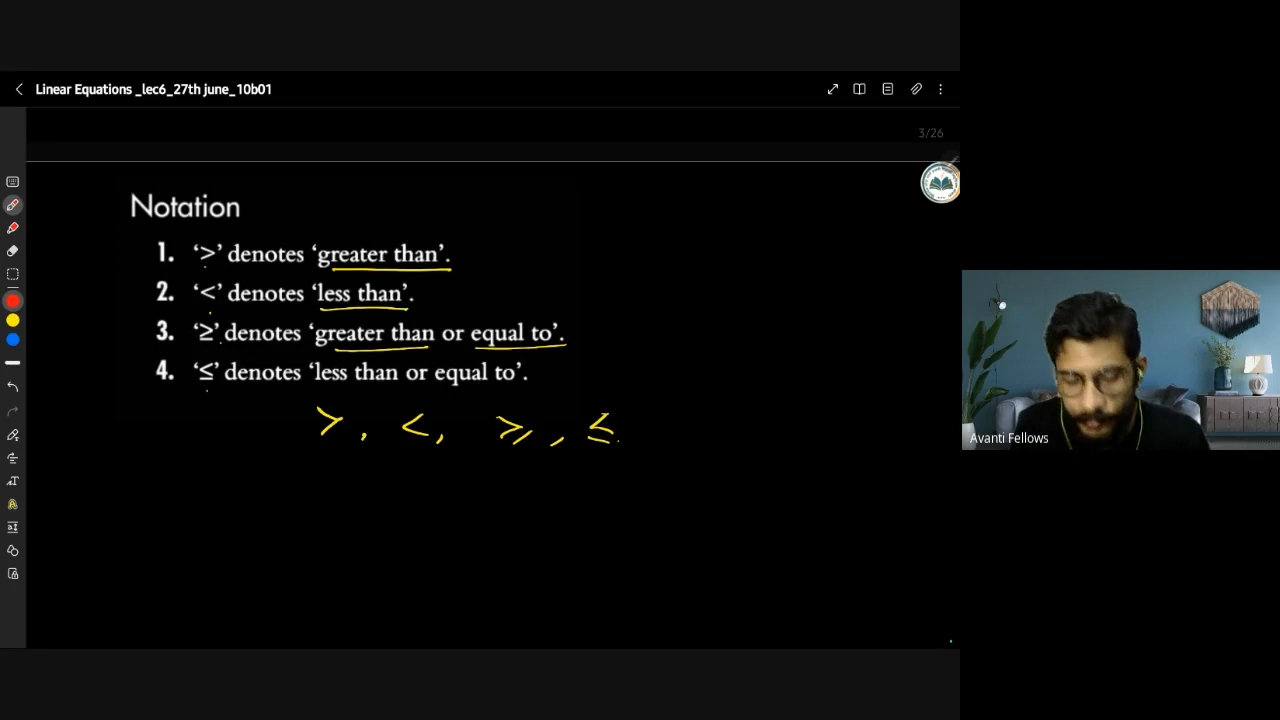 Linear Equations _lec6_27th june_10b01
3/26
Notation
1. ‘>’ denotes ‘greater than’.
2. ‘<’ denotes ‘less than’.
3. ‘≥’ denotes ‘greater than or equal to’.
4. ‘≤’ denotes ‘less than or equal to’.
>, <, ≥, ≤
Avanti Fellows